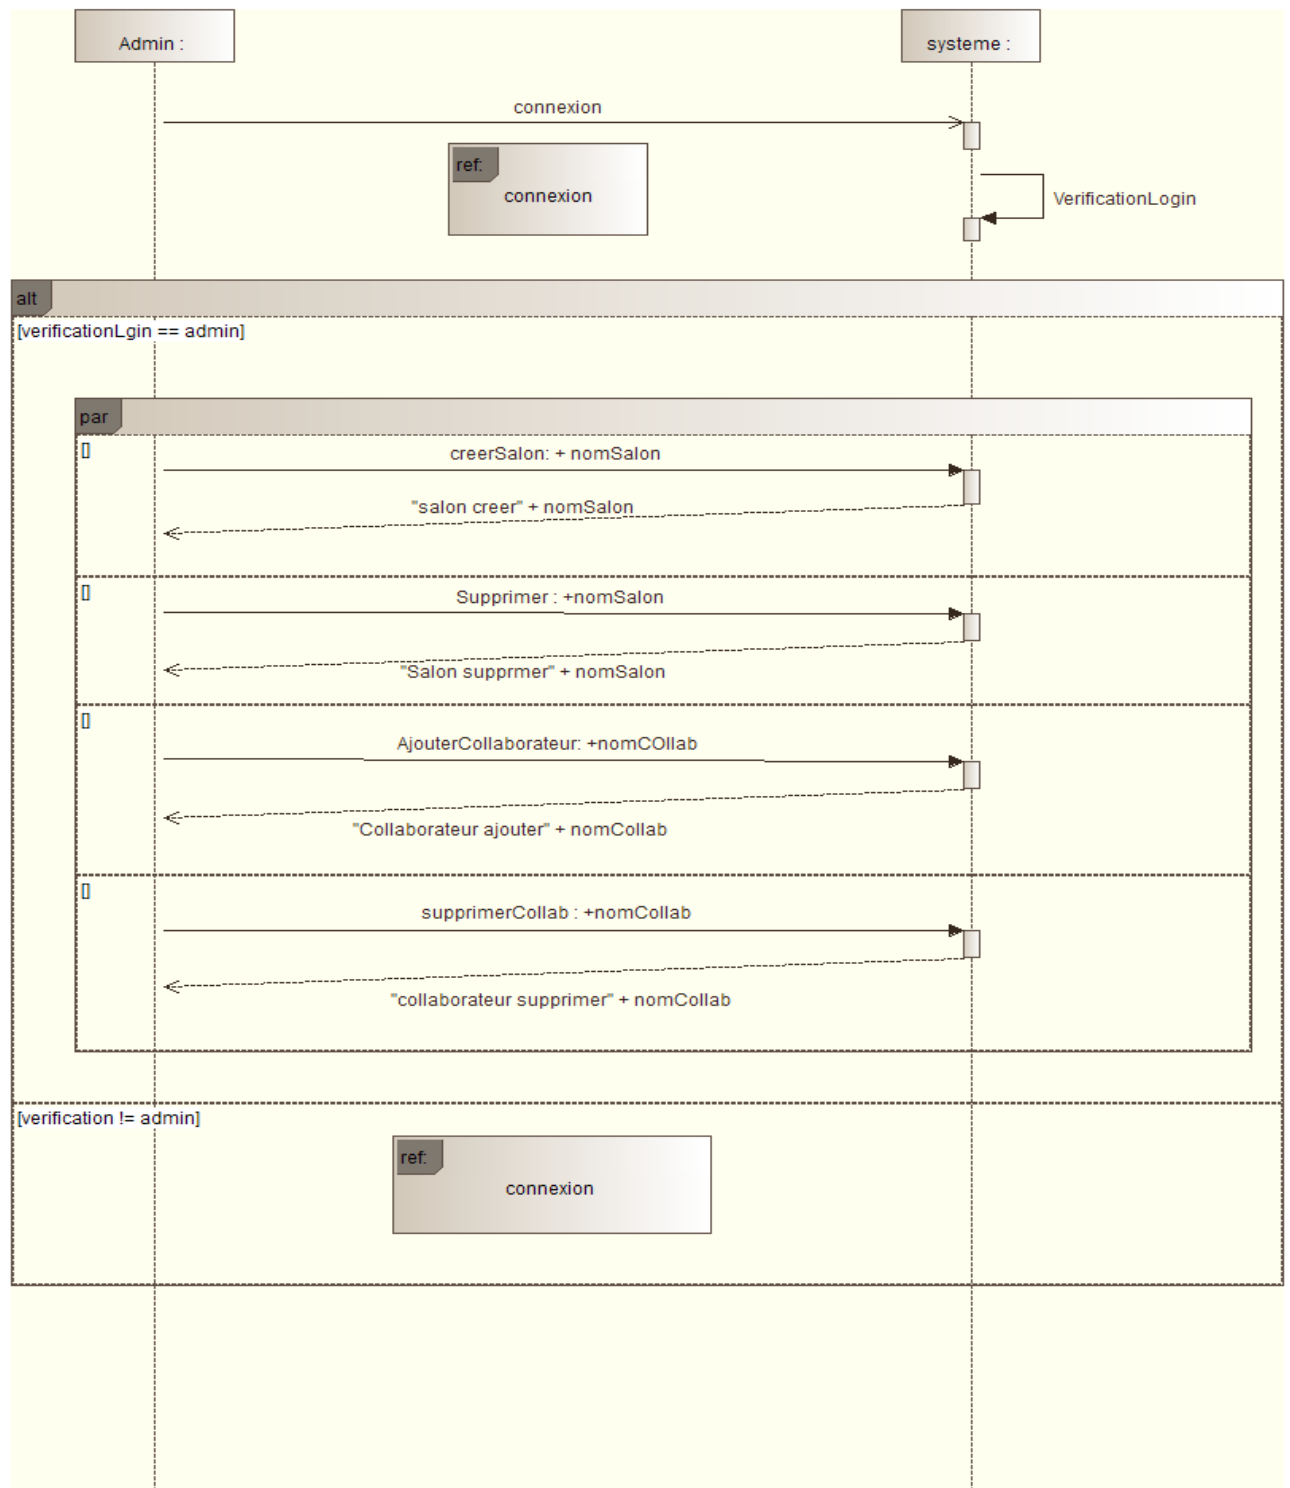 Admin :
systeme :
connexion
ref:
connexion
VerificationLogin
alt
[verificationLgin == admin]
par
[]
creerSalon: + nomSalon
"salon creer" + nomSalon
[]
Supprimer : +nomSalon
"Salon supprmer" + nomSalon
[]
AjouterCollaborateur: +nomCOllab
"Collaborateur ajouter" + nomCollab
[]
supprimerCollab : +nomCollab
"collaborateur supprimer" + nomCollab
[verification != admin]
ref:
connexion